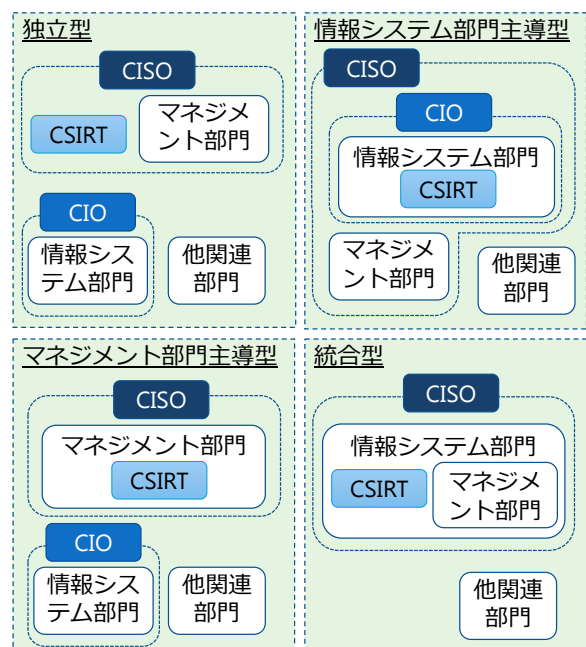 独立型
CISO
CSIRT
マネジメ
ント部門
CIO
情報シス
テム部門
他関連
部門
情報システム部門主導型
CISO
CIO
情報システム部門
CSIRT
マネジメ
ント部門
他関連
部門
マネジメント部門主導型
CISO
マネジメント部門
CSIRT
CIO
情報シス
テム部門
他関連
部門
統合型
CISO
情報システム部門
CSIRT
マネジメ
ント部門
他関連
部門